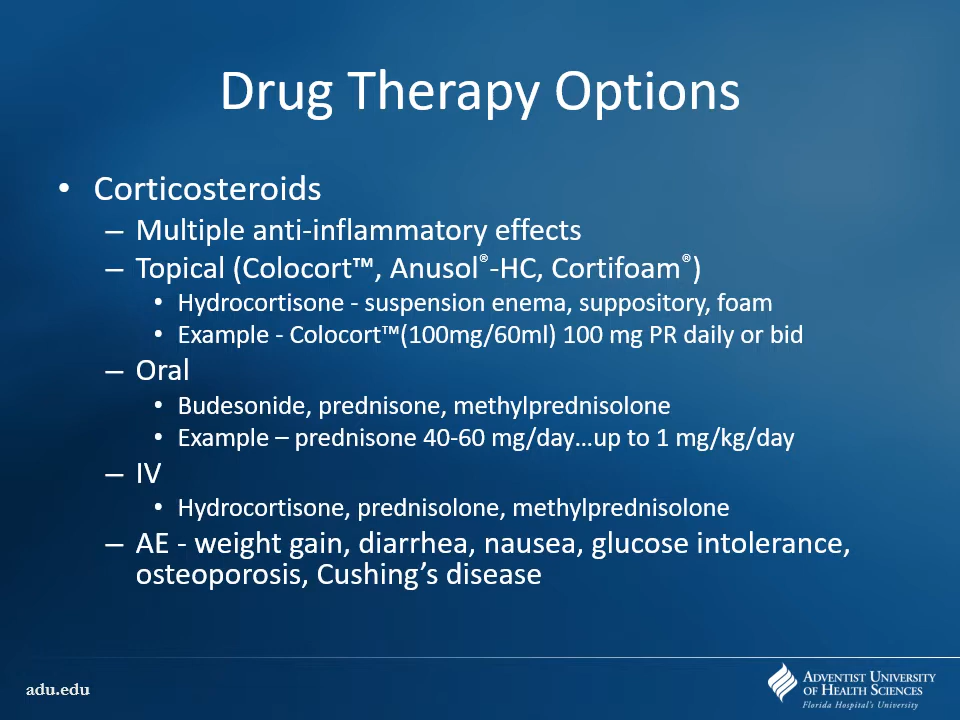 Drug Therapy Options
• Corticosteroids
– Multiple anti-inflammatory effects
– Topical (Colocort™, Anusol®-HC, Cortifoam®)
• Hydrocortisone - suspension enema, suppository, foam
• Example - Colocort™(100mg/60ml) 100 mg PR daily or bid
– Oral
• Budesonide, prednisone, methylprednisolone
• Example – prednisone 40-60 mg/day…up to 1 mg/kg/day
– IV
• Hydrocortisone, prednisolone, methylprednisolone
– AE - weight gain, diarrhea, nausea, glucose intolerance,
osteoporosis, Cushing’s disease
adu.edu
ADVENTIST UNIVERSITY
OF HEALTH SCIENCES
Florida Hospital's University